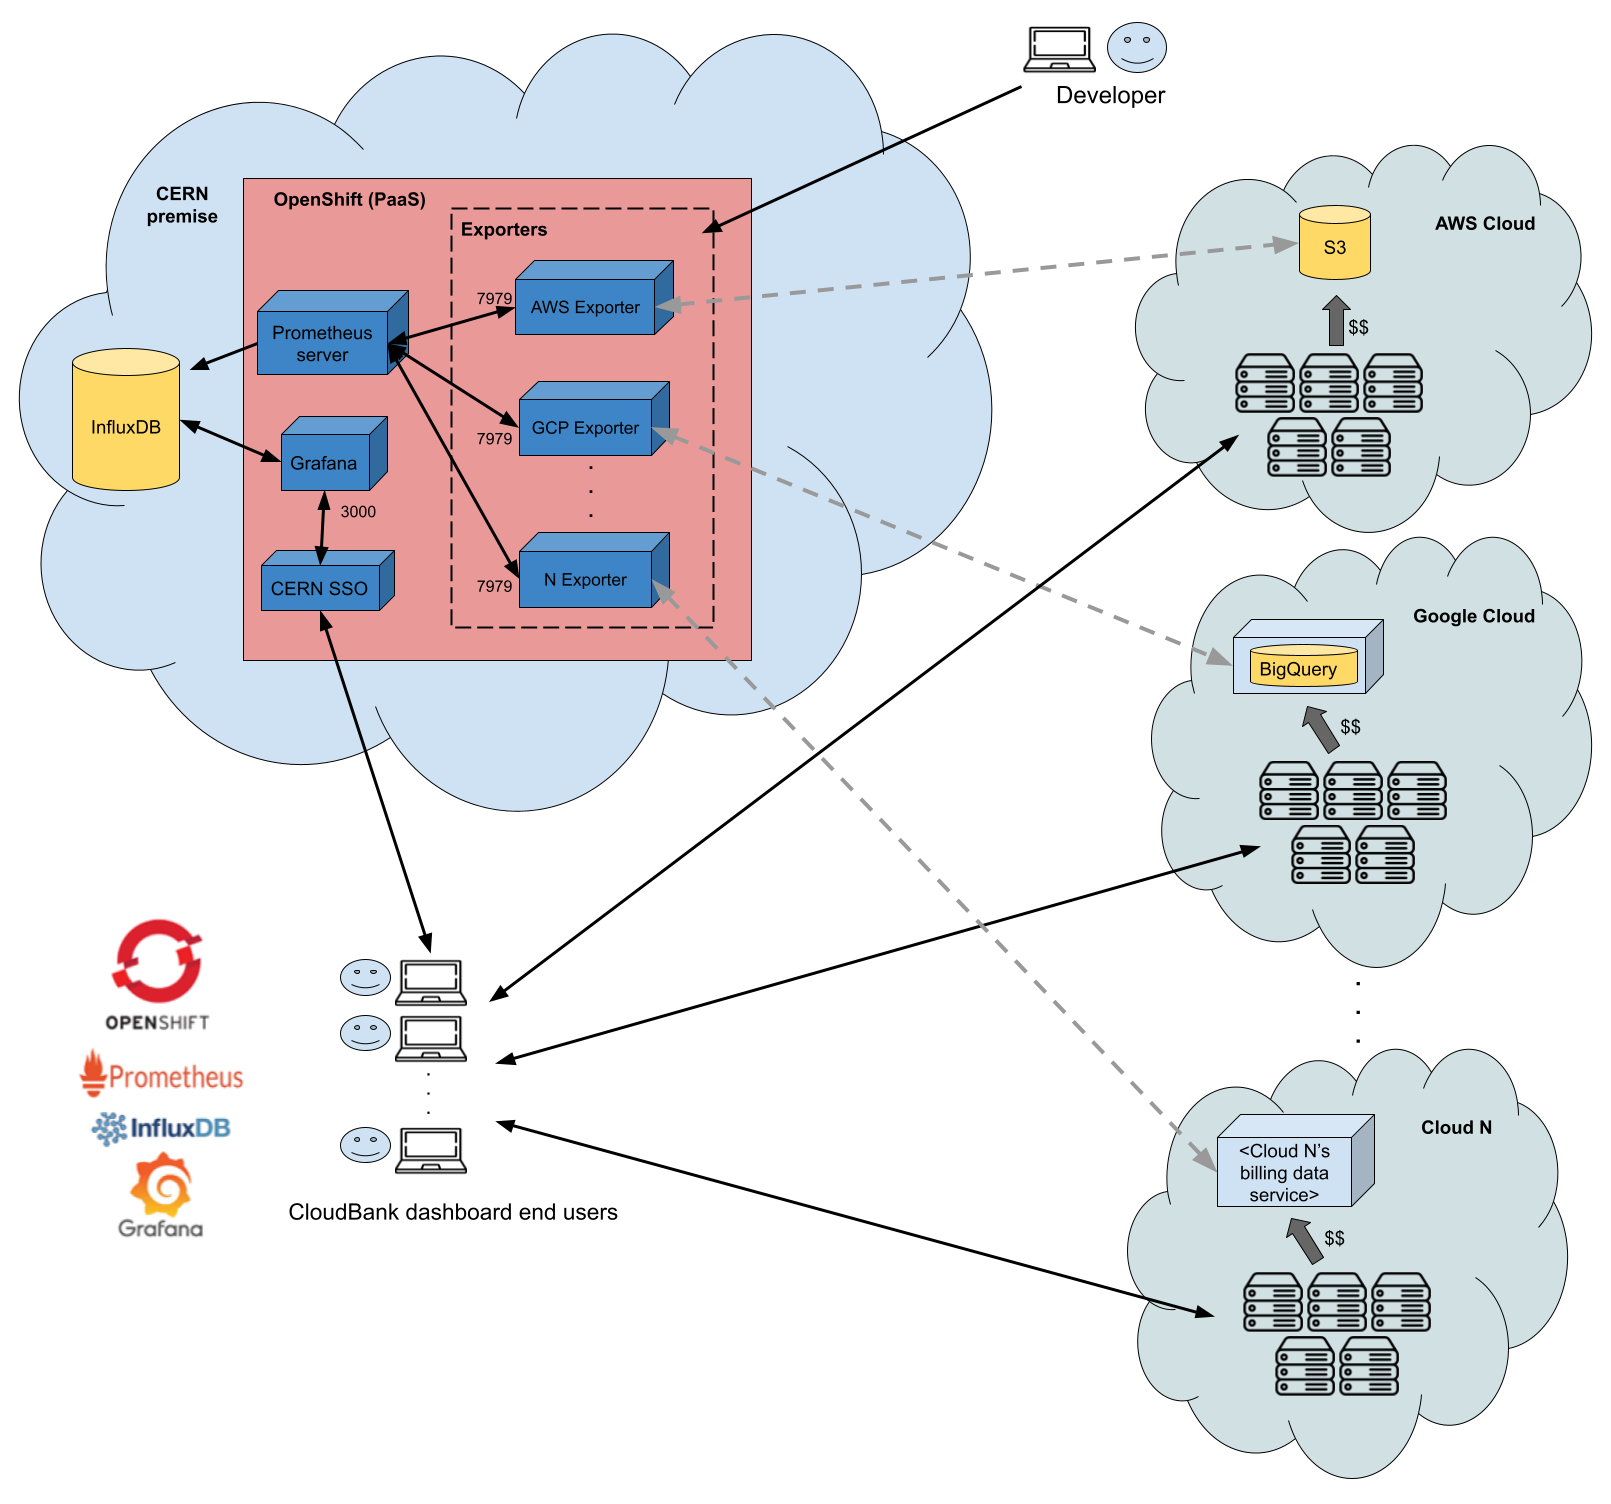 Developer
CERN
premise
OpenShift (PaaS)
Exporters
AWS Exporter
7979
Prometheus
server
InfluxDB
GCP Exporter
7979
Grafana
3000
CERN SSO
N Exporter
7979
AWS Cloud
S3
$$
Google Cloud
BigQuery
$$
Cloud N
<Cloud N's
billing data
service>
$$
OPENSHIFT
Prometheus
InfluxDB
Grafana
CloudBank dashboard end users